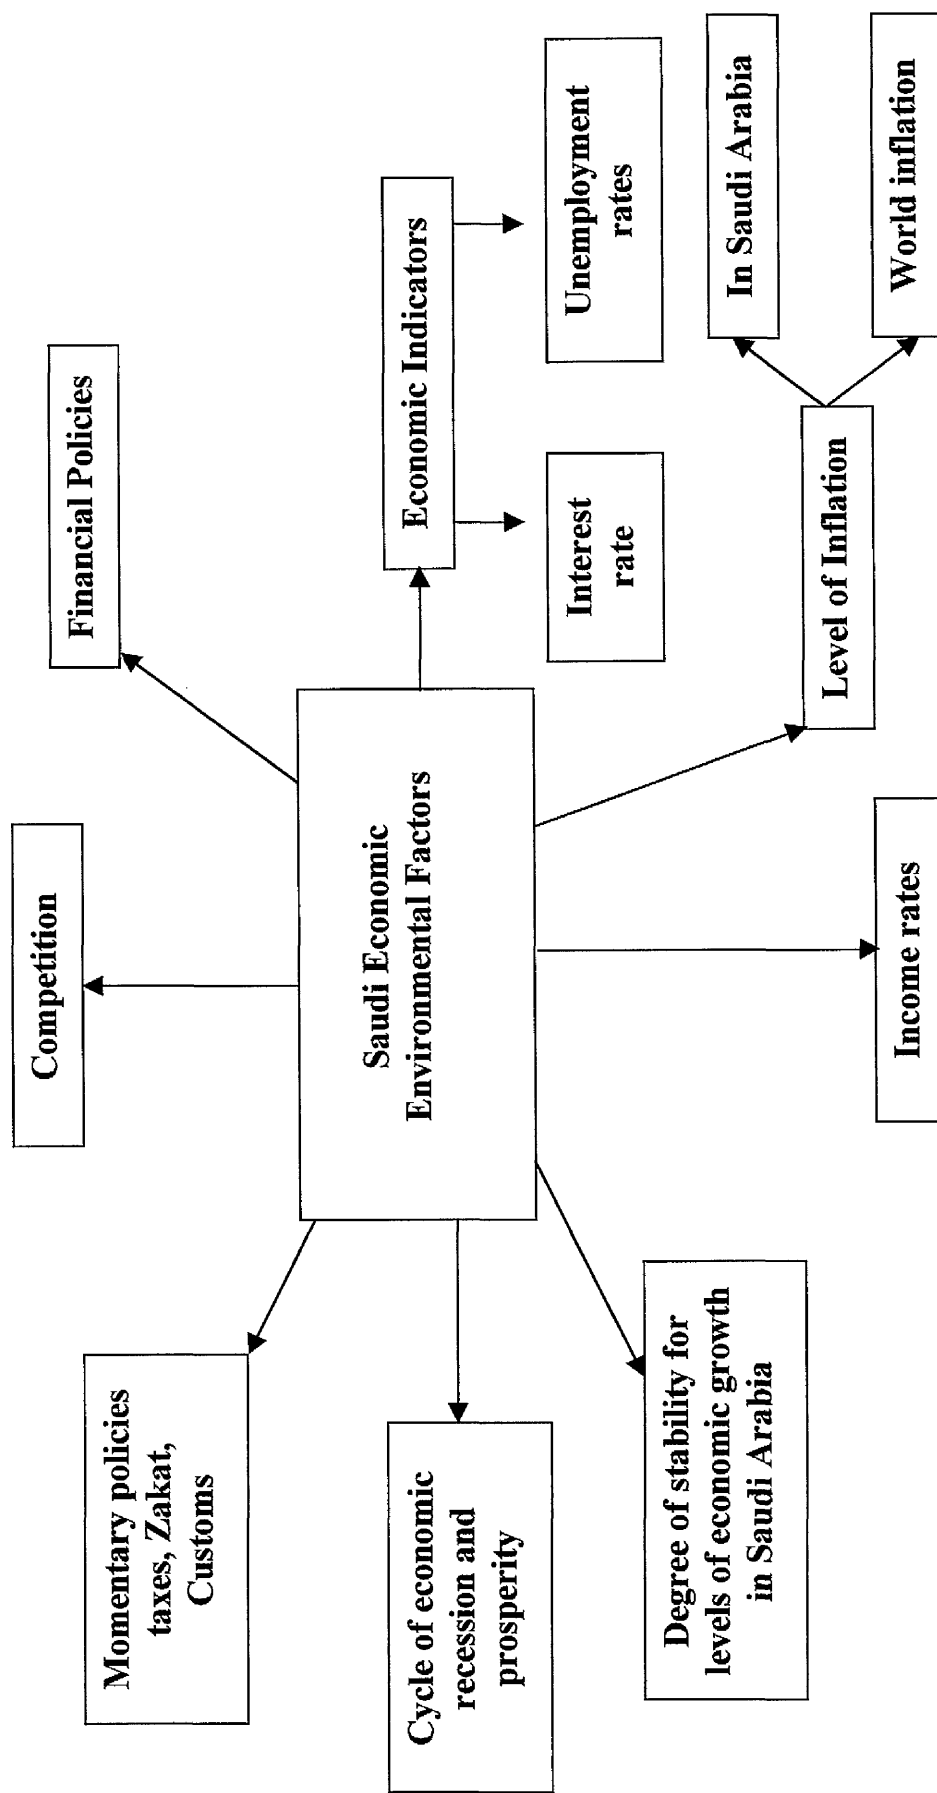 Competition
Financial Policies
Momentary policies
taxes, Zakat,
Customs
Saudi Economic
Environmental Factors
Economic Indicators
Cycle of economic
recession and
prosperity
Interest
rate
Unemployment
rates
Degree of stability for
levels of economic growth
in Saudi Arabia
Level of Inflation
In Saudi Arabia
World inflation
Income rates